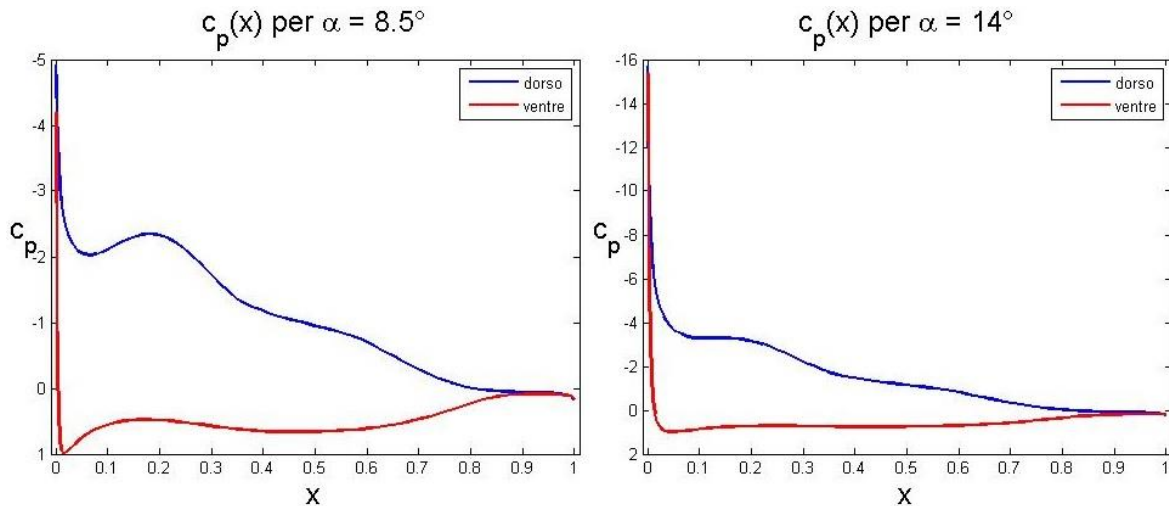 c_p(x) per α = 8.5°
-5
-4
-3
-2
-1
0
1
c_p
0 0.1 0.2 0.3 0.4 0.5 0.6 0.7 0.8 0.9 1
x
dorso
ventre
c_p(x) per α = 14°
-16
-14
-12
-10
-8
-6
-4
-2
0
2
c_p
0 0.1 0.2 0.3 0.4 0.5 0.6 0.7 0.8 0.9 1
x
dorso
ventre